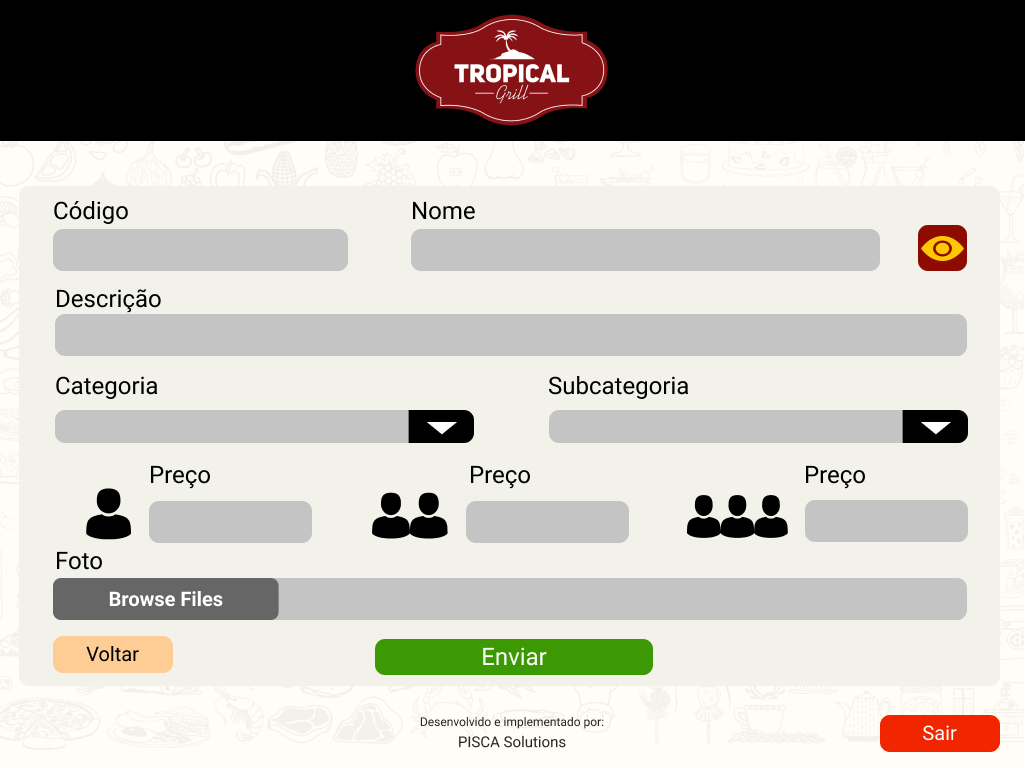 TROPICAL
Grill
Código
Nome
Descrição
Categoria
Subcategoria
Preço
Preço
Preço
Foto
Browse Files
Voltar
Enviar
Desenvolvido e implementado por:
PISCA Solutions
Sair